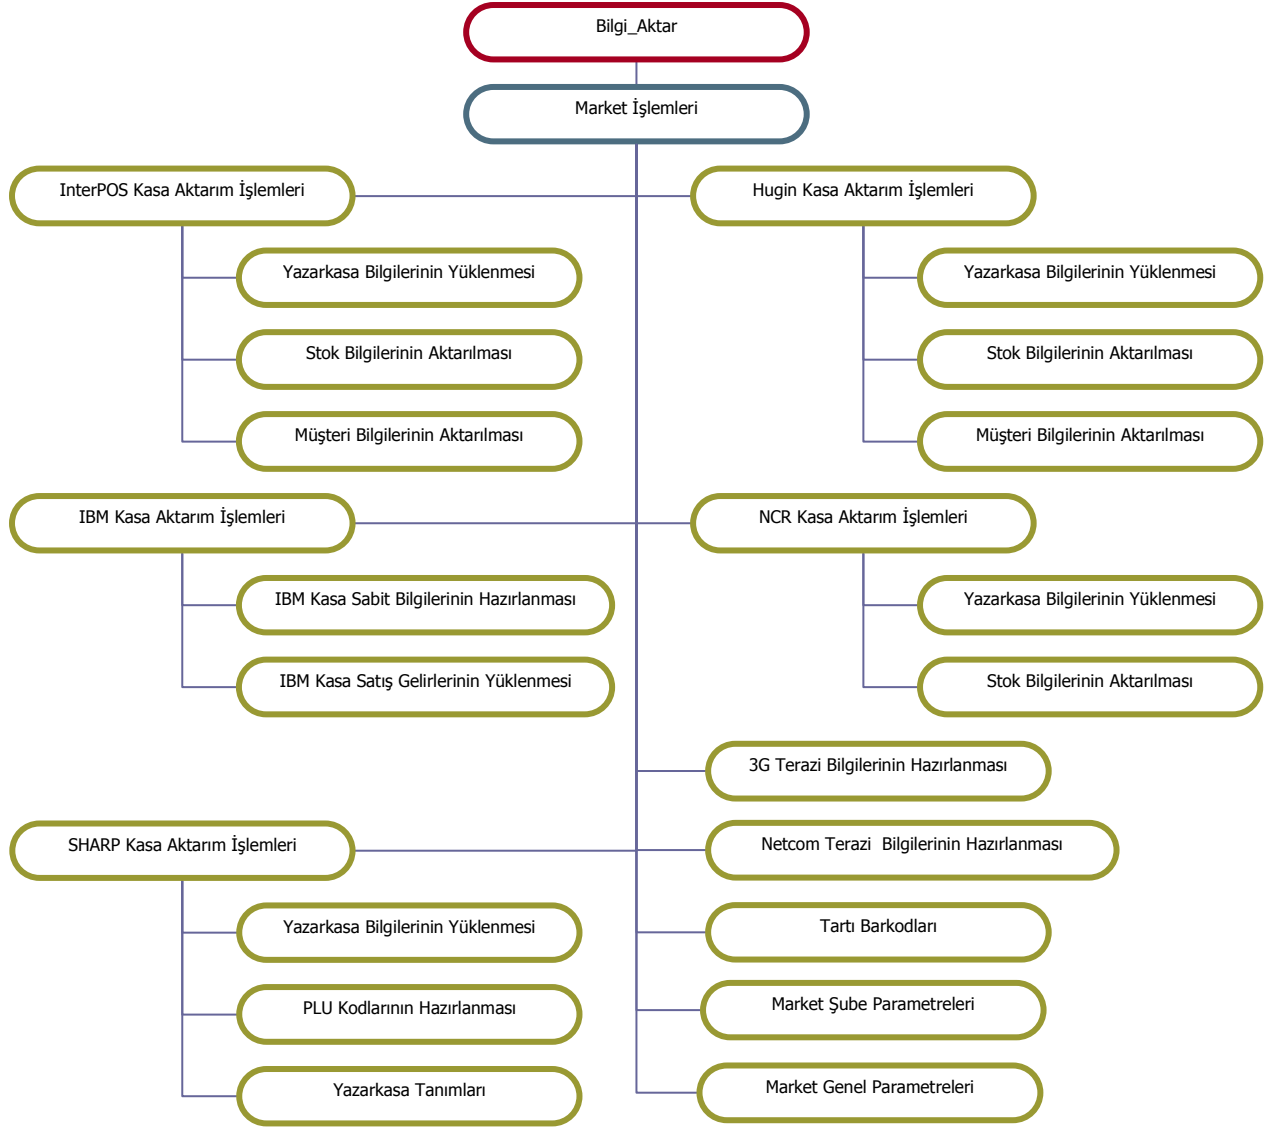 Bilgi_Aktar
Market İşlemleri
InterPOS Kasa Aktarım İşlemleri
Yazarkasa Bilgilerinin Yüklenmesi
Stok Bilgilerinin Aktarılması
Müşteri Bilgilerinin Aktarılması
Hugin Kasa Aktarım İşlemleri
Yazarkasa Bilgilerinin Yüklenmesi
Stok Bilgilerinin Aktarılması
Müşteri Bilgilerinin Aktarılması
IBM Kasa Aktarım İşlemleri
IBM Kasa Sabit Bilgilerinin Hazırlanması
IBM Kasa Satış Gelirlerinin Yüklenmesi
NCR Kasa Aktarım İşlemleri
Yazarkasa Bilgilerinin Yüklenmesi
Stok Bilgilerinin Aktarılması
SHARP Kasa Aktarım İşlemleri
Yazarkasa Bilgilerinin Yüklenmesi
PLU Kodlarının Hazırlanması
Yazarkasa Tanımları
3G Terazi Bilgilerinin Hazırlanması
Netcom Terazi  Bilgilerinin Hazırlanması
Tartı Barkodları
Market Şube Parametreleri
Market Genel Parametreleri